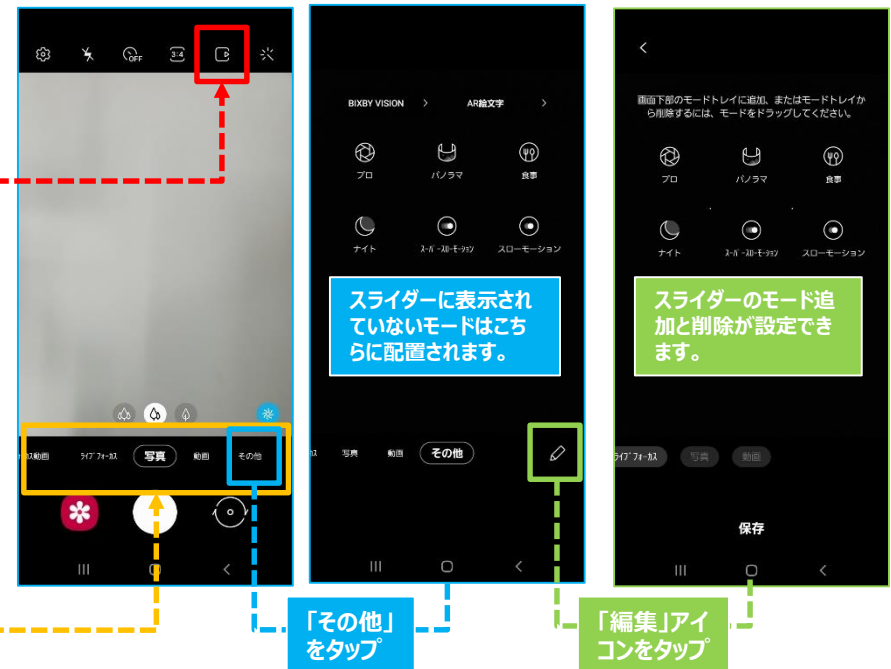 OFF
3:4
ライブフォーカス
写真
動画
その他
BIXBY VISION
AR絵文字
プロ
パノラマ
食事
ナイト
スーパースローモーション
スローモーション
スライダーに表示され
ていないモードはこち
らに配置されます。
写真
動画
その他
画面下部のモードトレイに追加、またはモードトレイか
ら削除するには、モードをドラッグしてください。
プロ
パノラマ
食事
ナイト
スーパースローモーション
スローモーション
スライダーのモード追
加と削除が設定でき
ます。
ライブフォーカス
写真
動画
保存
「その他」
をタップ
「編集」アイ
コンをタップ